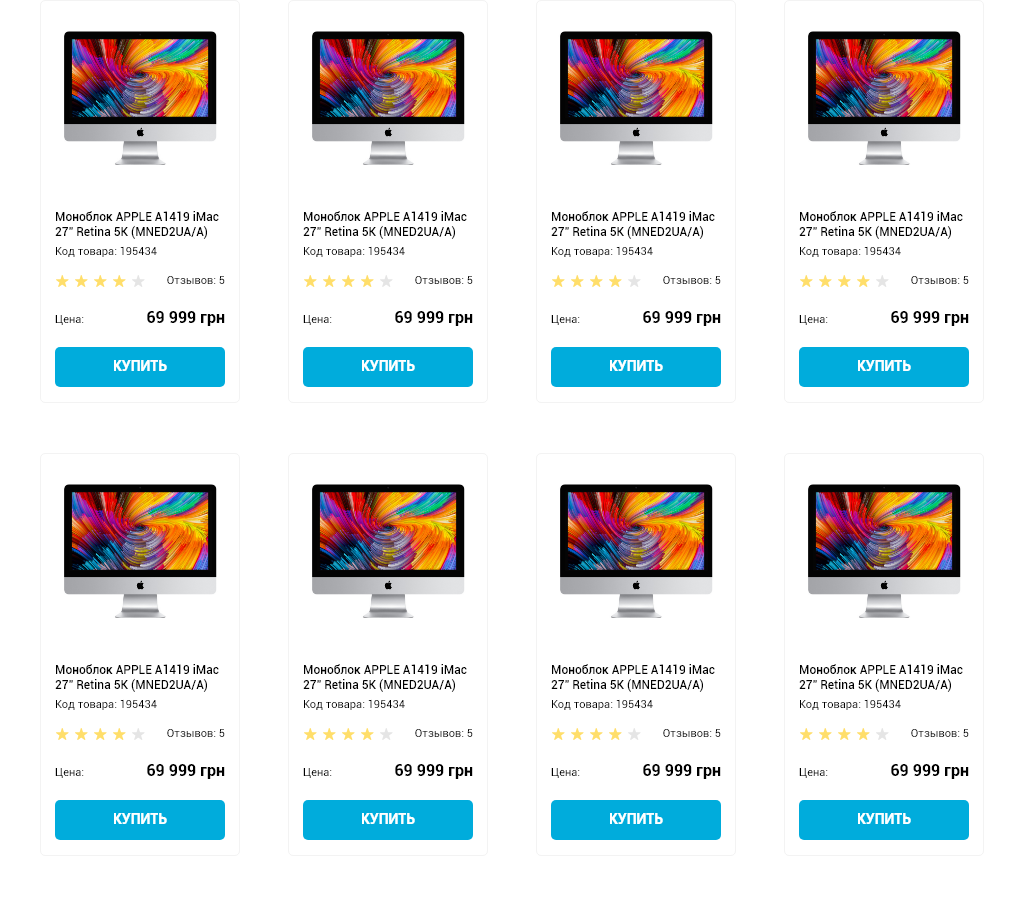 Моноблок APPLE A1419 iMac
27" Retina 5K (MNED2UA/A)
Код товара: 195434
Отзывов: 5
Цена: 69 999 грн
КУПИТЬ
Моноблок APPLE A1419 iMac
27" Retina 5K (MNED2UA/A)
Код товара: 195434
Отзывов: 5
Цена: 69 999 грн
КУПИТЬ
Моноблок APPLE A1419 iMac
27" Retina 5K (MNED2UA/A)
Код товара: 195434
Отзывов: 5
Цена: 69 999 грн
КУПИТЬ
Моноблок APPLE A1419 iMac
27" Retina 5K (MNED2UA/A)
Код товара: 195434
Отзывов: 5
Цена: 69 999 грн
КУПИТЬ
Моноблок APPLE A1419 iMac
27" Retina 5K (MNED2UA/A)
Код товара: 195434
Отзывов: 5
Цена: 69 999 грн
КУПИТЬ
Моноблок APPLE A1419 iMac
27" Retina 5K (MNED2UA/A)
Код товара: 195434
Отзывов: 5
Цена: 69 999 грн
КУПИТЬ
Моноблок APPLE A1419 iMac
27" Retina 5K (MNED2UA/A)
Код товара: 195434
Отзывов: 5
Цена: 69 999 грн
КУПИТЬ
Моноблок APPLE A1419 iMac
27" Retina 5K (MNED2UA/A)
Код товара: 195434
Отзывов: 5
Цена: 69 999 грн
КУПИТЬ